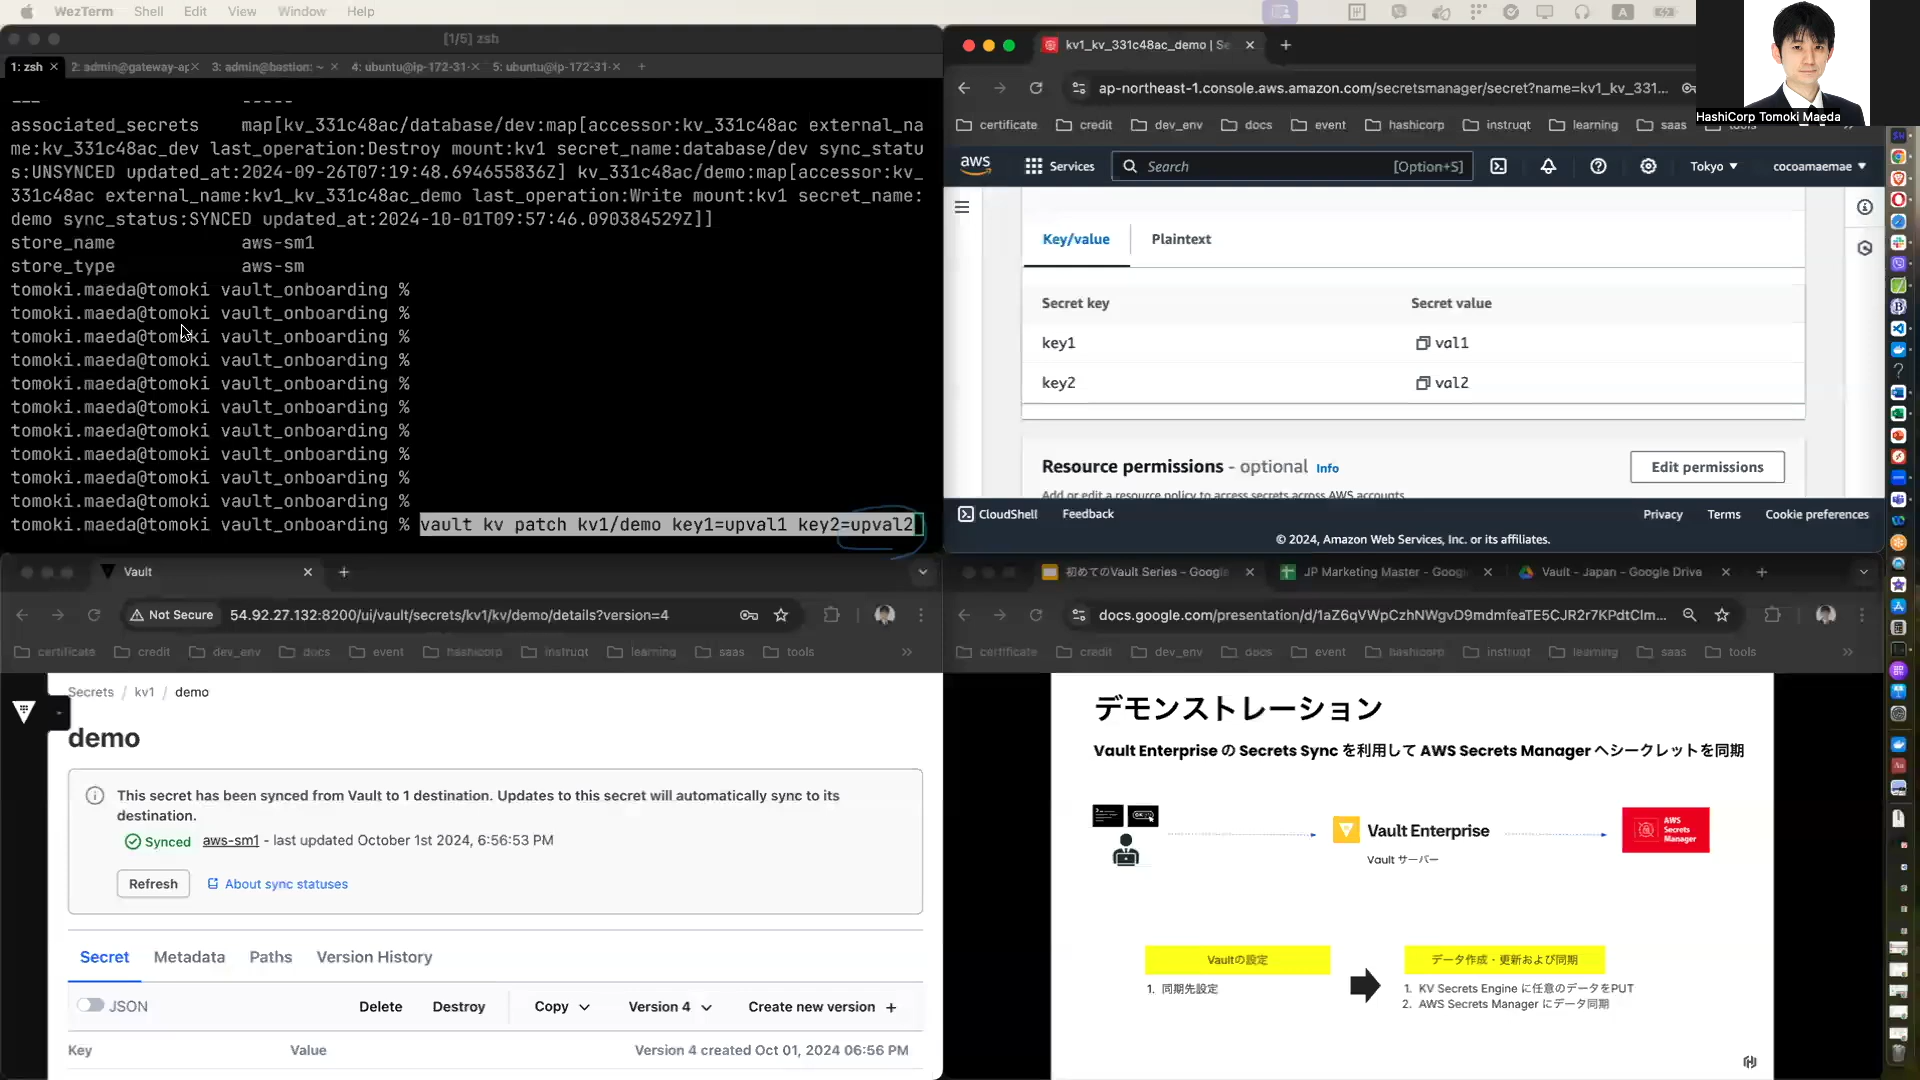 WezTerm Shell Edit View Window Help
[1/5] zsh
1: zsh × 2: admin@gateway-ap× 3: admin@bastion: ~ × 4: ubuntu@ip-172-31-× 5: ubuntu@ip-172-31-× +
--- -----
associated_secrets map[kv_331c48ac/database/dev:map[accessor:kv_331c48ac external_na
me:kv_331c48ac_dev last_operation:Destroy mount:kv1 secret_name:database/dev sync_statu
s:UNSYNCED updated_at:2024-09-26T07:19:48.694655836Z] kv_331c48ac/demo:map[accessor:kv_
331c48ac external_name:kv1_kv_331c48ac_demo last_operation:Write mount:kv1 secret_name:
demo sync_status:SYNCED updated_at:2024-10-01T09:57:46.090384529Z]]
store_name aws-sm1
store_type aws-sm
tomoki.maeda@tomoki vault_onboarding %
tomoki.maeda@tomoki vault_onboarding %
tomoki.maeda@tomoki vault_onboarding %
tomoki.maeda@tomoki vault_onboarding %
tomoki.maeda@tomoki vault_onboarding %
tomoki.maeda@tomoki vault_onboarding %
tomoki.maeda@tomoki vault_onboarding %
tomoki.maeda@tomoki vault_onboarding %
tomoki.maeda@tomoki vault_onboarding %
tomoki.maeda@tomoki vault_onboarding %
tomoki.maeda@tomoki vault_onboarding % vault kv patch kv1/demo key1=upval1 key2=upval2
kv1_kv_331c48ac_demo | Se
ap-northeast-1.console.aws.amazon.com/secretsmanager/secret?name=kv1_kv_331...
certificate credit dev_env docs event hashicorp instruqt learning saas tools
HashiCorp Tomoki Maeda
aws Services Search [Option+S] Tokyo cocoamaemae
Key/value Plaintext
Secret key Secret value
key1 val1
key2 val2
Resource permissions - optional Info Edit permissions
Add or edit a resource policy to access secrets across AWS accounts.
CloudShell Feedback Privacy Terms Cookie preferences
© 2024, Amazon Web Services, Inc. or its affiliates.
Vault
Not Secure 54.92.27.132:8200/ui/vault/secrets/kv1/kv/demo/details?version=4
certificate credit dev_env docs event hashicorp instruqt learning saas tools
Secrets / kv1 / demo
demo
This secret has been synced from Vault to 1 destination. Updates to this secret will automatically sync to its
destination.
Synced aws-sm1 - last updated October 1st 2024, 6:56:53 PM
Refresh About sync statuses
Secret Metadata Paths Version History
JSON Delete Destroy Copy Version 4 Create new version +
Key Value Version 4 created Oct 01, 2024 06:56 PM
初めてのVault Series - Google JP Marketing Master - Googl Vault - Japan - Google Drive
docs.google.com/presentation/d/1aZ6qVWpCzhNWgvD9mdmfeaTE5CJR2r7KPdtClm...
certificate credit dev_env docs event hashicorp instruqt learning saas tools
デモンストレーション
Vault Enterprise の Secrets Sync を利用して AWS Secrets Manager へシークレットを同期
Vault Enterprise
Vault サーバー
AWS
Secrets
Manager
Vaultの設定
1. 同期先設定
データ作成・更新および同期
1. KV Secrets Engine に任意のデータをPUT
2. AWS Secrets Manager にデータ同期